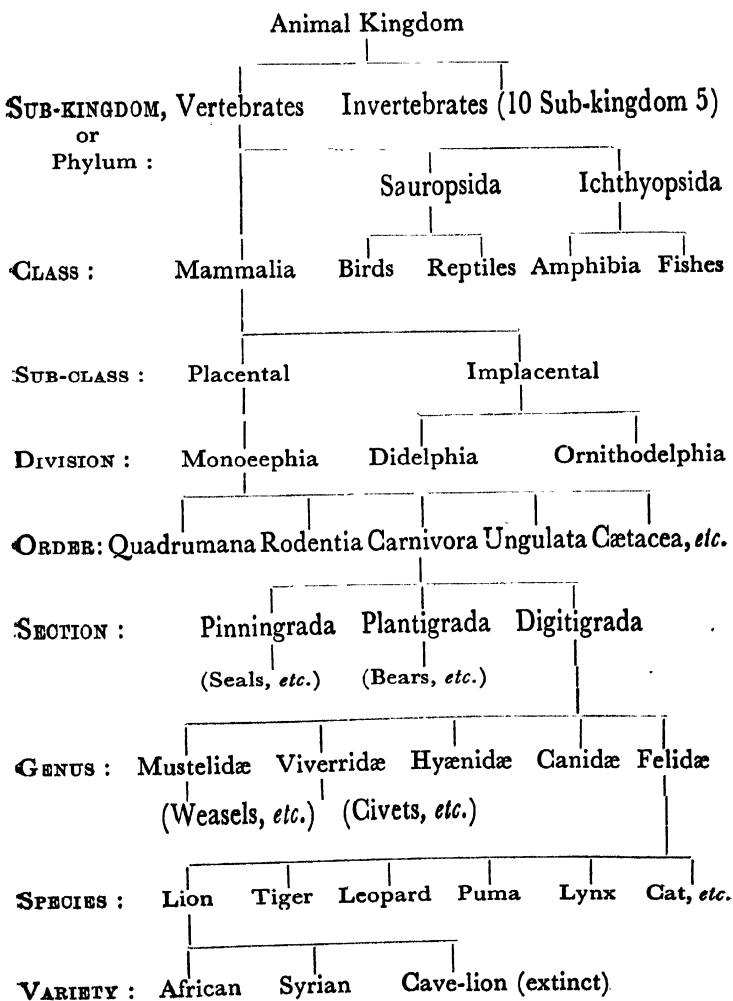 Animal Kingdom
SUB-KINGDOM, Vertebrates Invertebrates (10 Sub-kingdom 5)
or
Phylum :
Sauropsida Ichthyopsida
CLASS : Mammalia Birds Reptiles Amphibia Fishes
SUB-CLASS : Placental Implacental
DIVISION : Monoeephia Didelphia Ornithodelphia
ORDER: Quadrumana Rodentia Carnivora Ungulata Cætacea, etc.
SECTION : Pinningrada Plantigrada Digitigrada
(Seals, etc.) (Bears, etc.)
GENUS : Mustelidæ Viverridæ Hyænidæ Canidæ Felidæ
(Weasels, etc.) (Civets, etc.)
SPECIES : Lion Tiger Leopard Puma Lynx Cat, etc.
VARIETY : African Syrian Cave-lion (extinct)